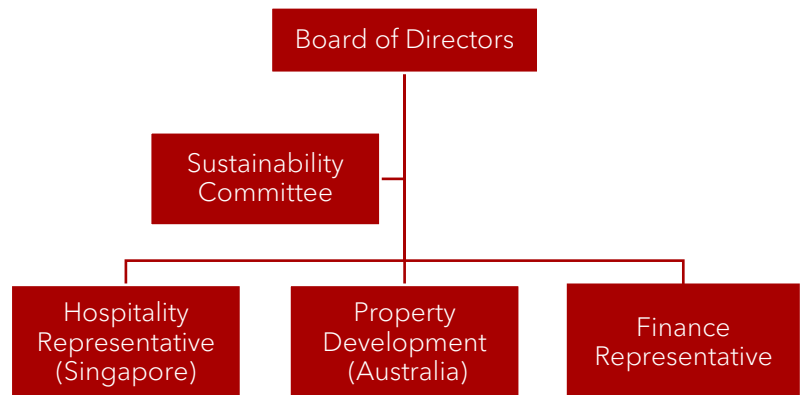 Board of Directors
Sustainability
Committee
Hospitality
Representative
(Singapore)
Property
Development
(Australia)
Finance
Representative